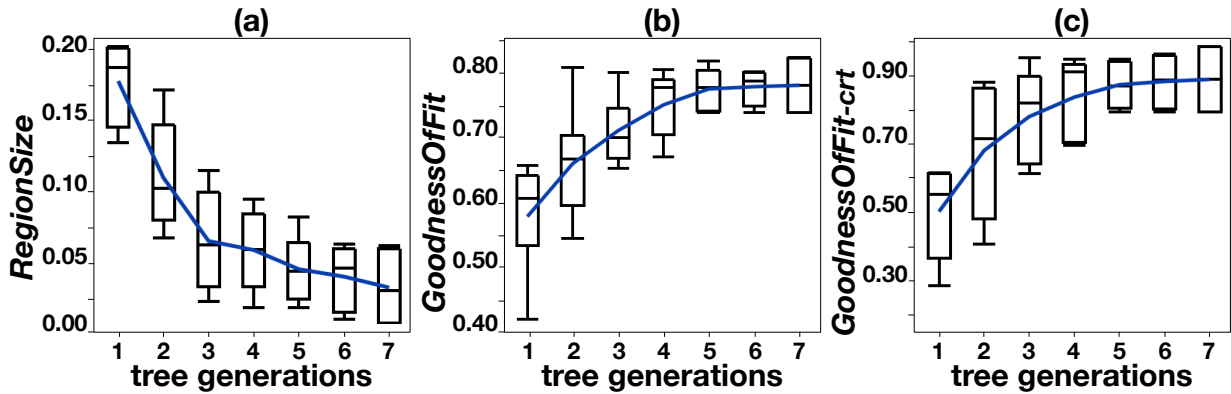 (a)
RegionSize
0.20
0.15
0.10
0.05
0.00
1 2 3 4 5 6 7
tree generations
(b)
GoodnessOfFit
0.80
0.70
0.60
0.50
0.40
1 2 3 4 5 6 7
tree generations
(c)
GoodnessOfFit-crt
0.90
0.70
0.50
0.30
1 2 3 4 5 6 7
tree generations